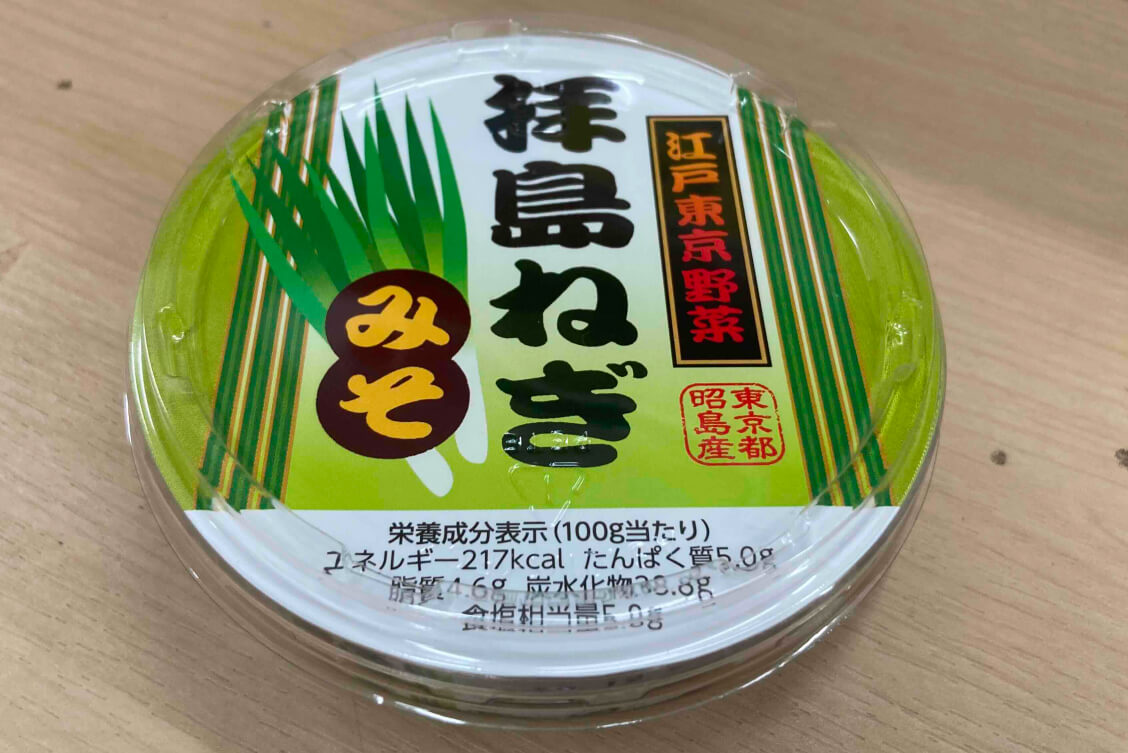 江戸東京野菜
拝島ねぎ
みそ
東京都
昭島産
栄養成分表示(100g当たり)
エネルギー217kcal たんぱく質5.0g
脂質4.6g 炭水化物38.8g
食塩相当量5.8g